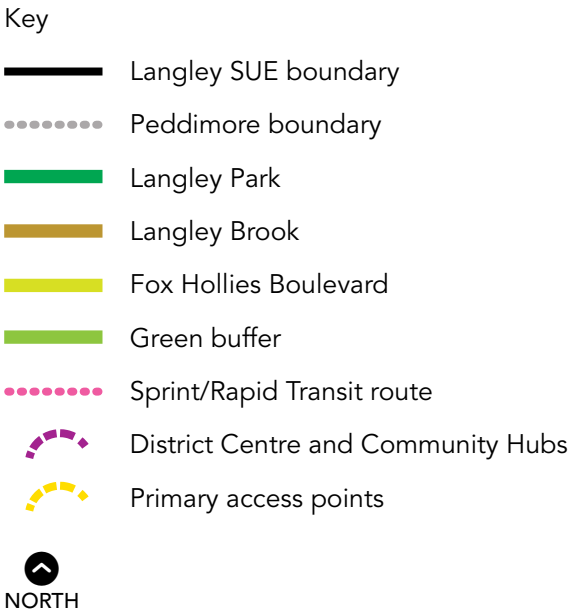 Key
Langley SUE boundary
Peddimore boundary
Langley Park
Langley Brook
Fox Hollies Boulevard
Green buffer
Sprint/Rapid Transit route
District Centre and Community Hubs
Primary access points
NORTH